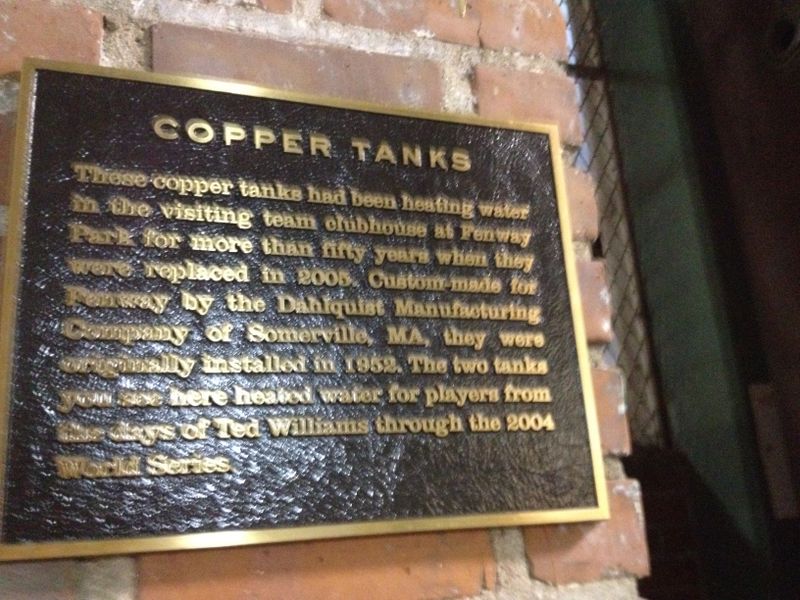 COPPER TANKS
These copper tanks had been heating water
in the visiting team clubhouse at Fenway
Park for more than fifty years when they
were replaced in 2005. Custom-made for
Fenway by the Dahlquist Manufacturing
Company of Somerville, MA, they were
originally installed in 1952. The two tanks
you see here heated water for players from
the days of Ted Williams through the 2004
World Series.